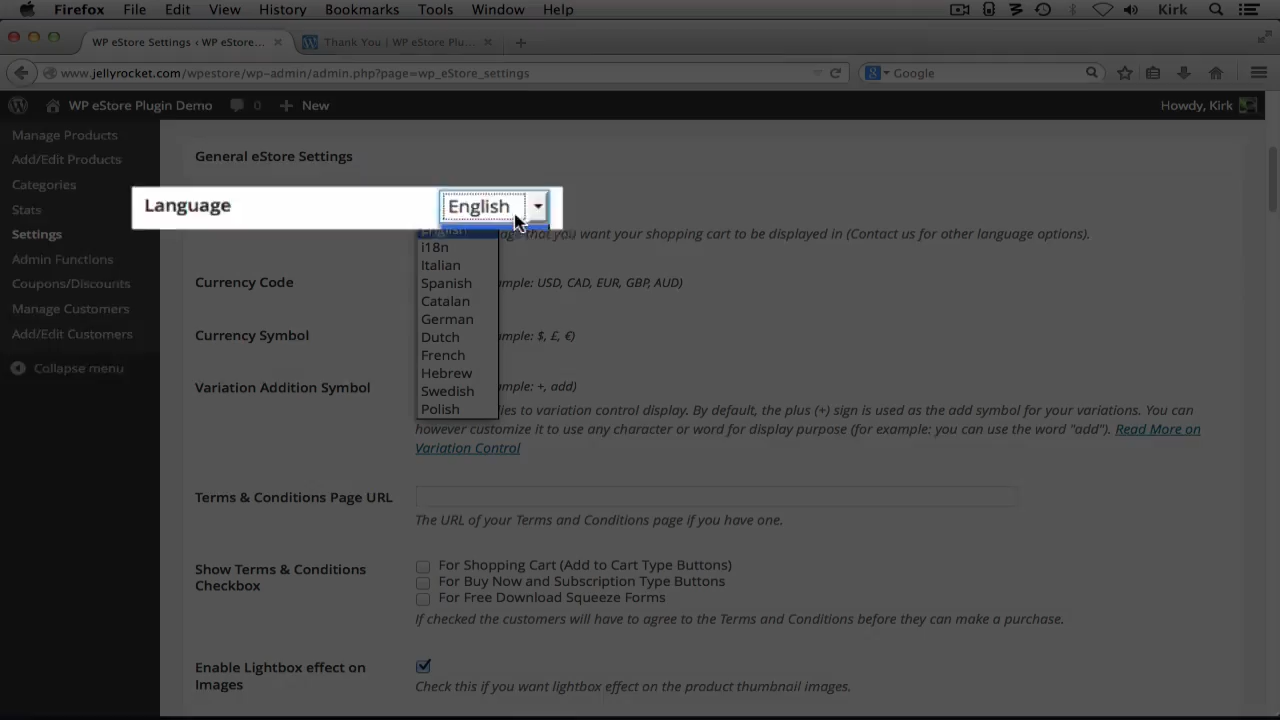 Firefox File Edit View History Bookmarks Tools Window Help Kirk
WP eStore Settings ‹ WP eStore... Thank You | WP eStore Plu...
www.jellyrocket.com/wpestore/wp-admin/admin.php?page=wp_eStore_settings Google
WP eStore Plugin Demo 0 New Howdy, Kirk
Manage Products
Add/Edit Products
Categories
Stats
Settings
Admin Functions
Coupons/Discounts
Manage Customers
Add/Edit Customers
Collapse menu
General eStore Settings
Language English
English
that you want your shopping cart to be displayed in (Contact us for other language options).
i18n
Italian
Spanish
Catalan
German
Dutch
French
Hebrew
Swedish
Polish
Currency Code
USD, CAD, EUR, GBP, AUD)
Currency Symbol
$, £, €)
Variation Addition Symbol
+, add)
to variation control display. By default, the plus (+) sign is used as the add symbol for your variations. You can
however customize it to use any character or word for display purpose (for example: you can use the word "add"). Read More on
Variation Control
Terms & Conditions Page URL
The URL of your Terms and Conditions page if you have one.
Show Terms & Conditions
Checkbox
For Shopping Cart (Add to Cart Type Buttons)
For Buy Now and Subscription Type Buttons
For Free Download Squeeze Forms
If checked the customers will have to agree to the Terms and Conditions before they can make a purchase.
Enable Lightbox effect on
Images
Check this if you want lightbox effect on the product thumbnail images.